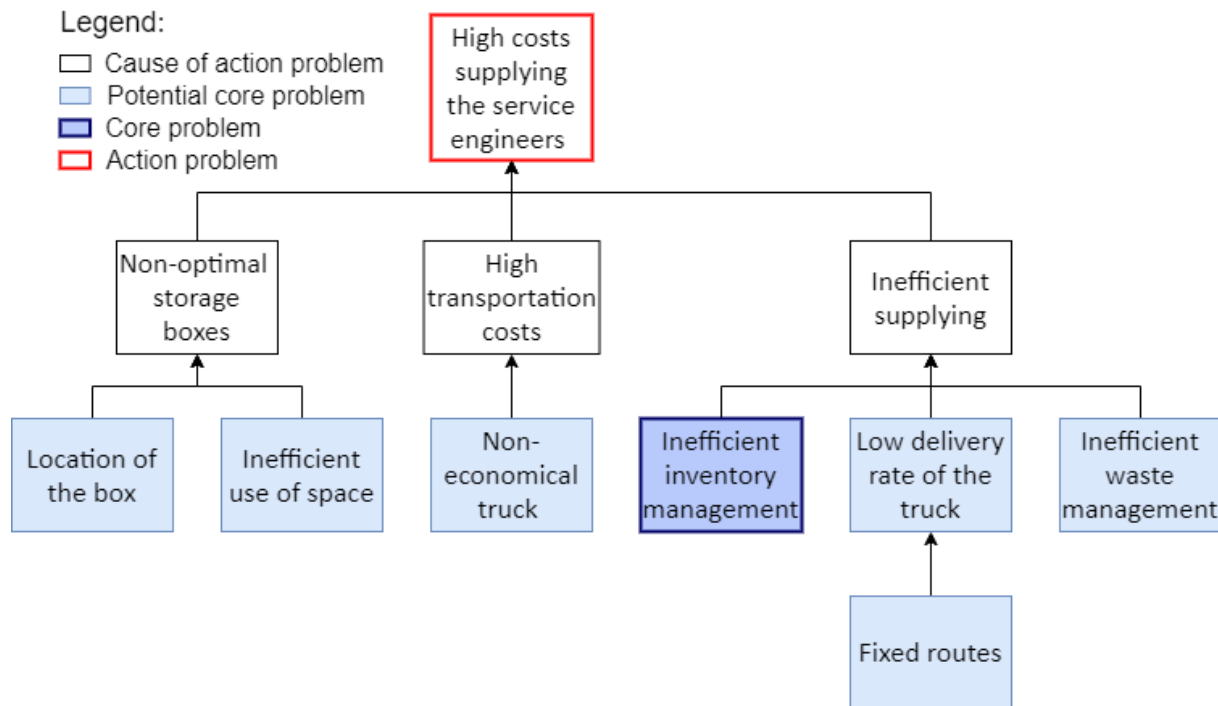 Legend:
Cause of action problem
Potential core problem
Core problem
Action problem
High costs
supplying
the service
engineers
Non-optimal
storage
boxes
High
transportation
costs
Inefficient
supplying
Location of
the box
Inefficient
use of space
Non-
economical
truck
Inefficient
inventory
management
Low delivery
rate of the
truck
Inefficient
waste
management
Fixed routes